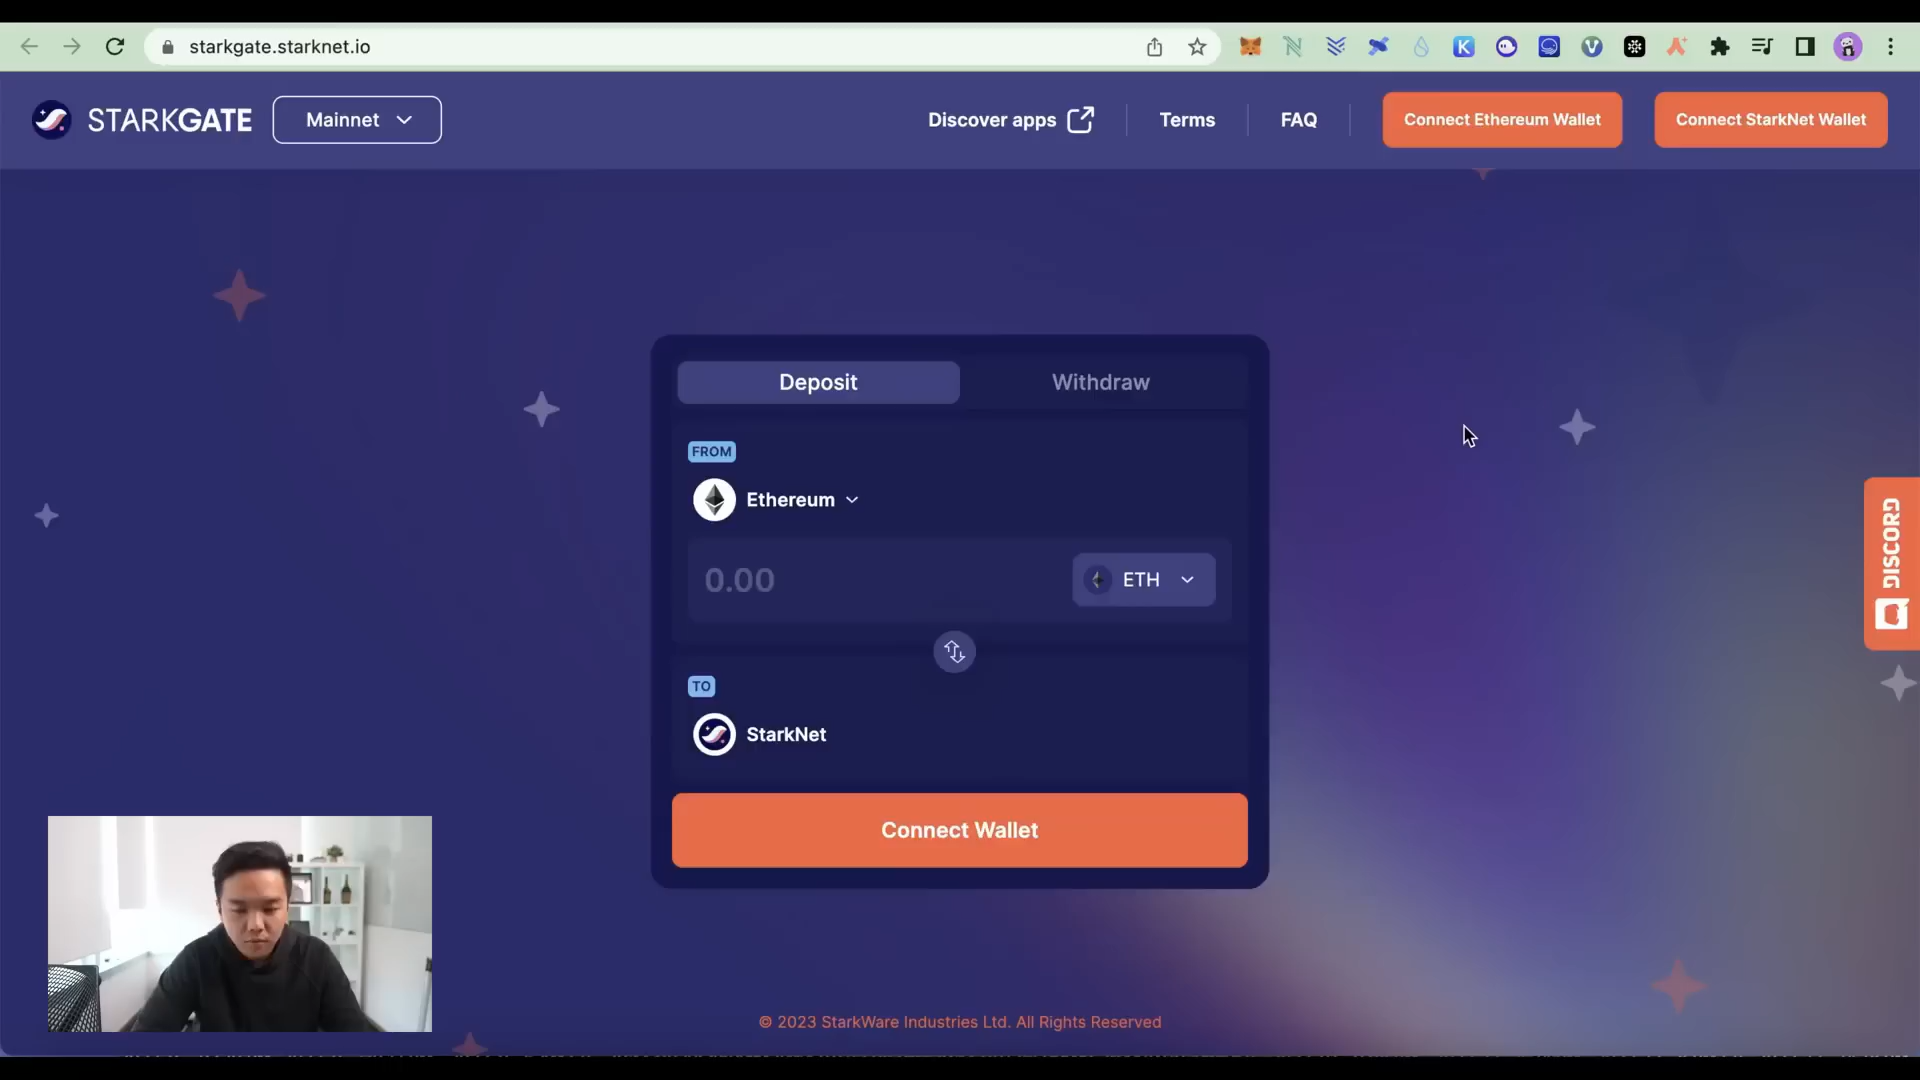 starkgate.starknet.io
STARKGATE
Mainnet
Discover apps
Terms
FAQ
Connect Ethereum Wallet
Connect StarkNet Wallet
Deposit
Withdraw
FROM
Ethereum
0.00
ETH
TO
StarkNet
Connect Wallet
DISCORD
© 2023 StarkWare Industries Ltd. All Rights Reserved